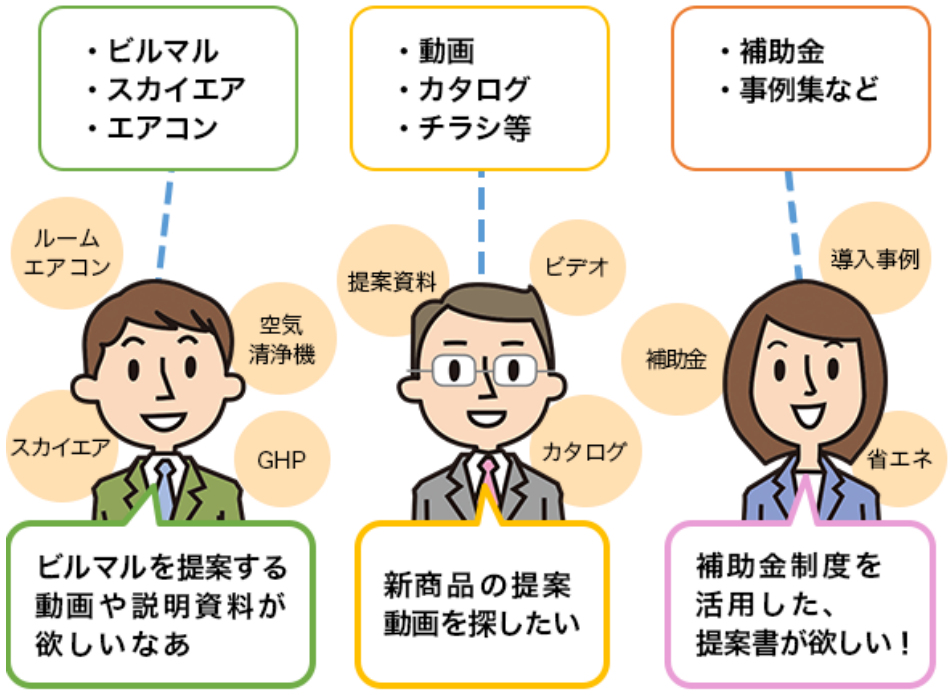 ・ビルマル
・スカイエア
・エアコン
・動画
・カタログ
・チラシ等
・補助金
・事例集など
ルーム
エアコン
空気
清浄機
スカイエア
GHP
提案資料
ビデオ
カタログ
導入事例
補助金
省エネ
ビルマルを提案する
動画や説明資料が
欲しいなあ
新商品の提案
動画を探したい
補助金制度を
活用した、
提案書が欲しい！